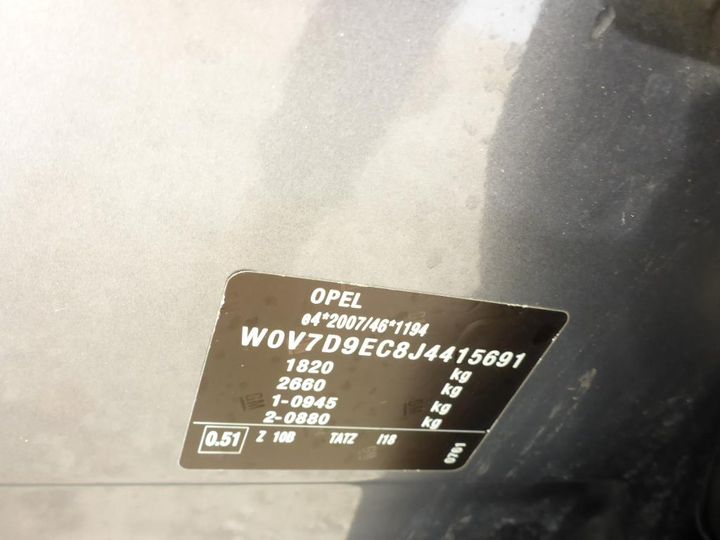 OPEL
e4*2007/46*1194
W0V7D9EC8J4415691
1820 kg
2660 kg
1-0945 kg
2-0880 kg
0.51 Z 10B TATZ /18